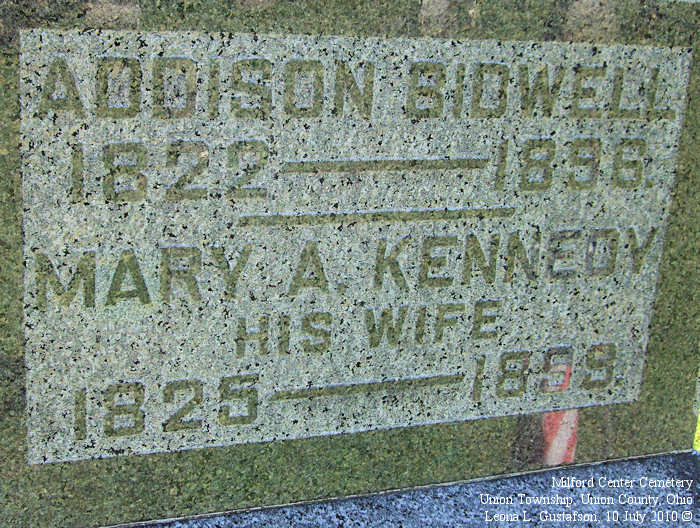 ADDISON BIDWELL
1822 — 1898.
MARY A. KENNEDY
HIS WIFE
1825 — 1899.
Milford Center Cemetery
Union Township, Union County, Ohio
Leona L. Gustafson, 10 July 2010 ©